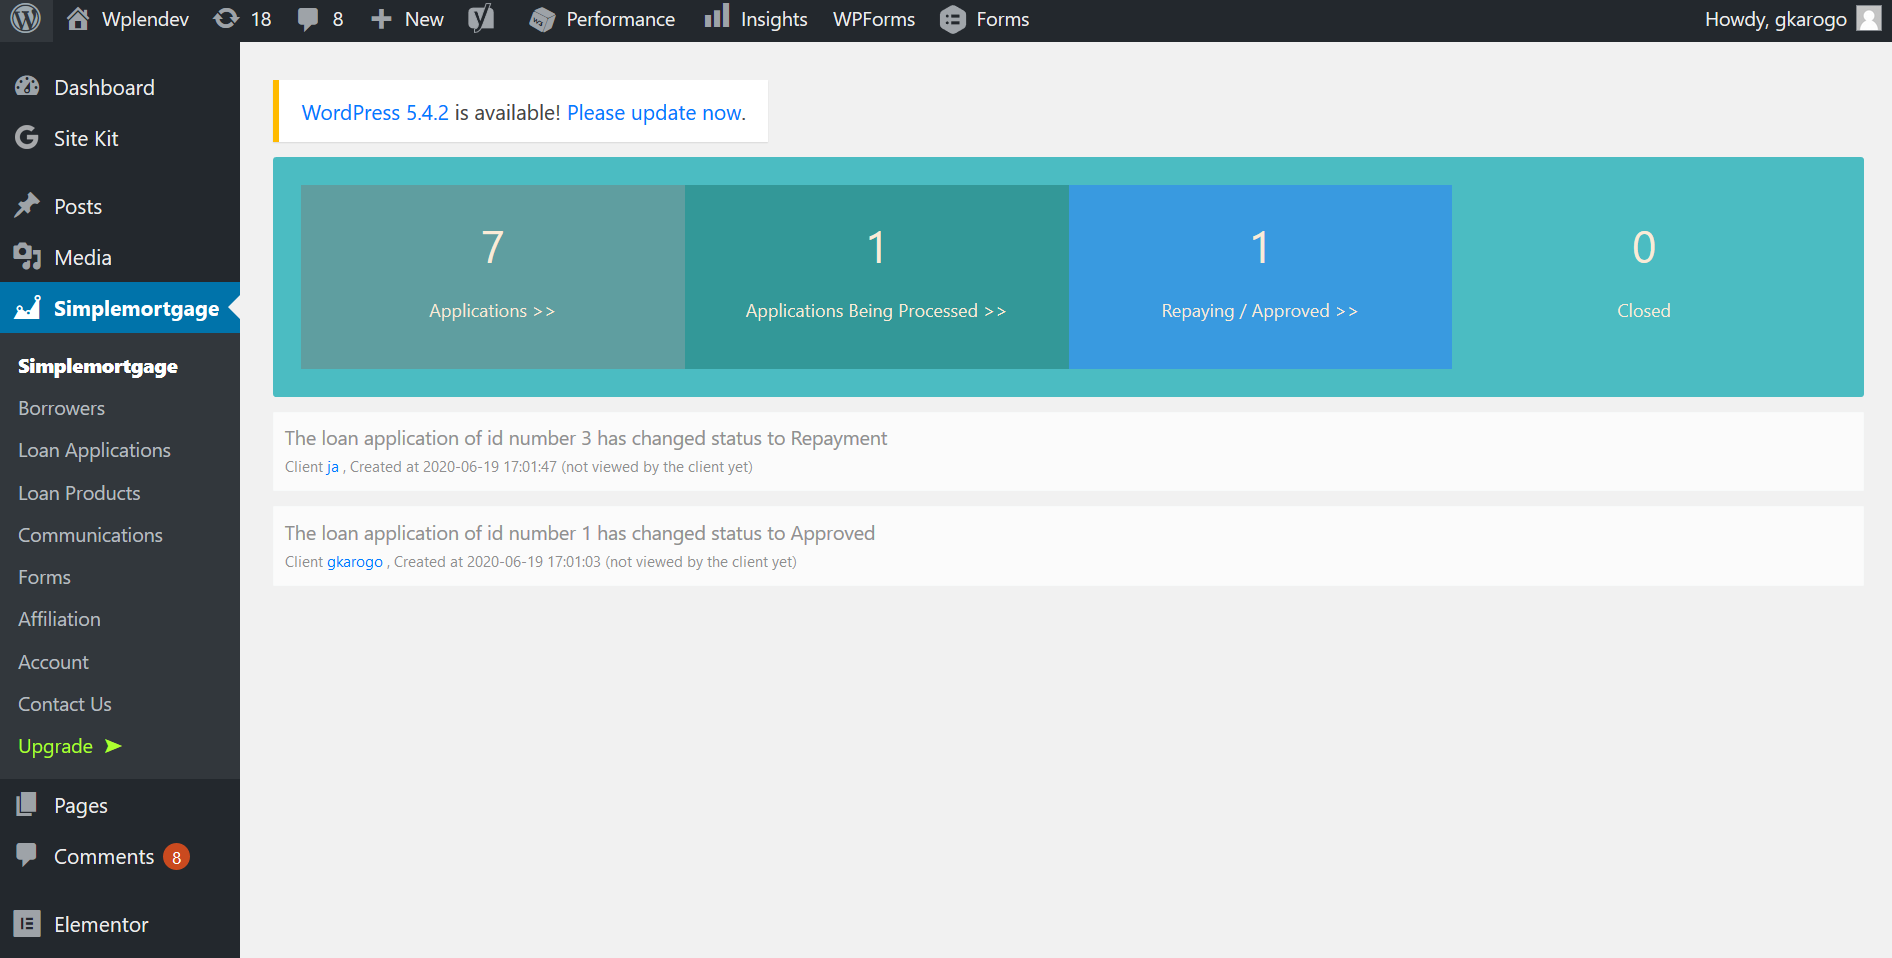 Wplendev 18 8 New Performance Insights WPForms Forms Howdy, gkarogo
Dashboard
Site Kit
Posts
Media
Simplemortgage
Simplemortgage
Borrowers
Loan Applications
Loan Products
Communications
Forms
Affiliation
Account
Contact Us
Upgrade ➤
Pages
Comments 8
Elementor
WordPress 5.4.2 is available! Please update now.
7
Applications >>
1
Applications Being Processed >>
1
Repaying / Approved >>
0
Closed
The loan application of id number 3 has changed status to Repayment
Client ja , Created at 2020-06-19 17:01:47 (not viewed by the client yet)
The loan application of id number 1 has changed status to Approved
Client gkarogo , Created at 2020-06-19 17:01:03 (not viewed by the client yet)